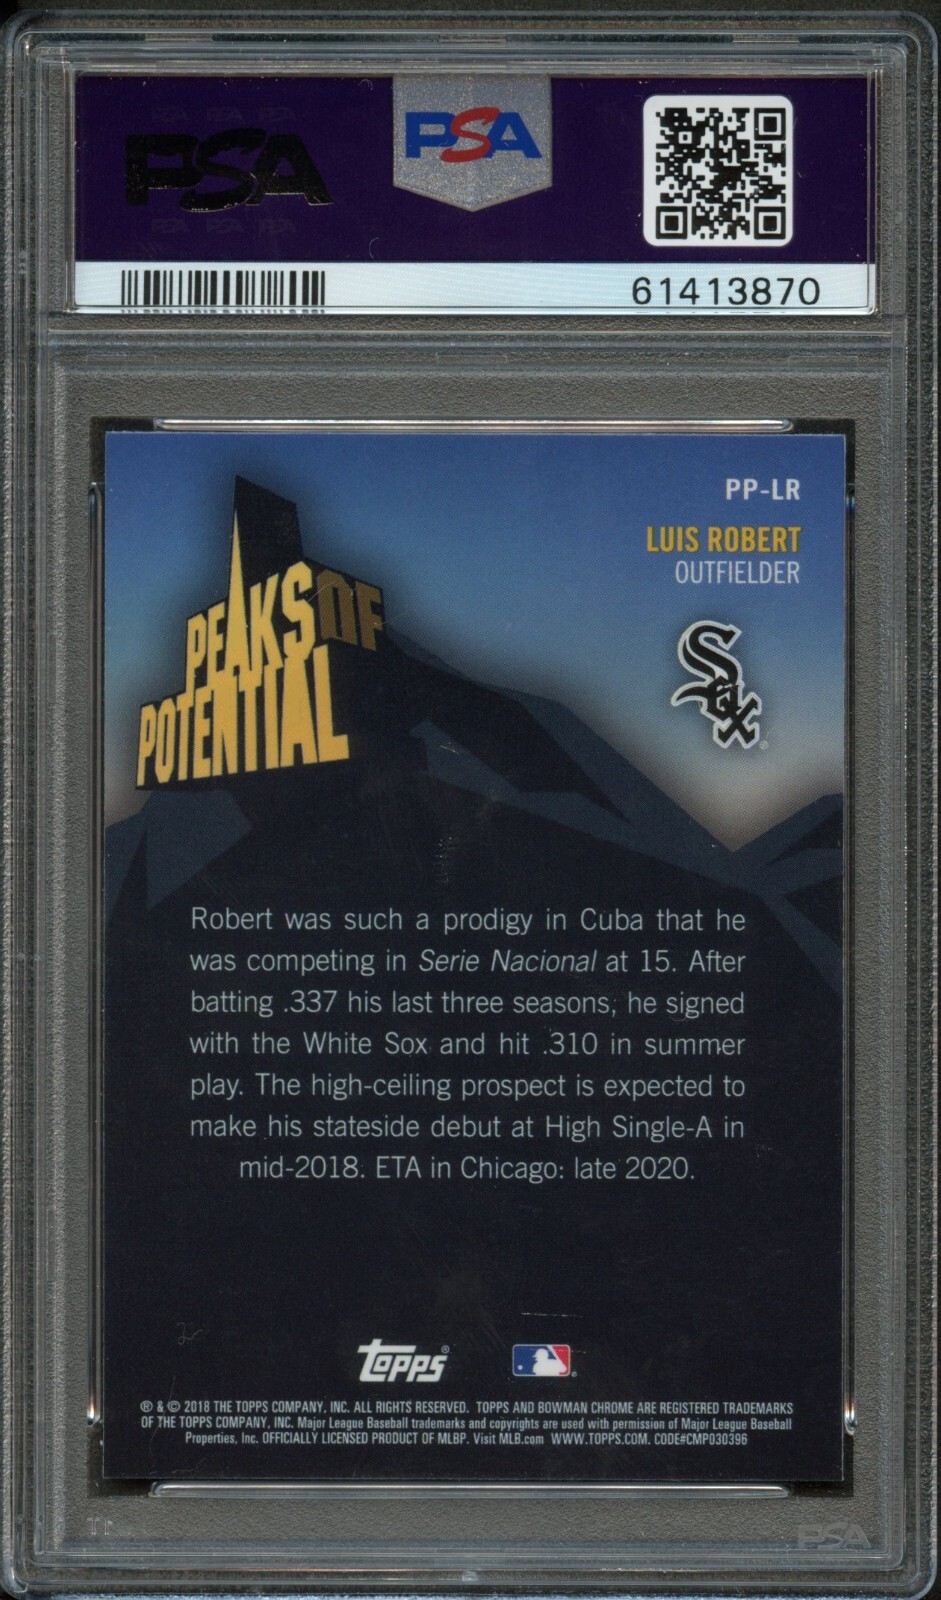 PSA
PSA
61413870
PP-LR
LUIS ROBERT
OUTFIELDER
Sox
PEAKS OF
POTENTIAL
Robert was such a prodigy in Cuba that he
was competing in Serie Nacional at 15. After
batting .337 his last three seasons, he signed
with the White Sox and hit .310 in summer
play. The high-ceiling prospect is expected to
make his stateside debut at High Single-A in
mid-2018. ETA in Chicago: late 2020.
Topps®
® & © 2018 THE TOPPS COMPANY, INC. ALL RIGHTS RESERVED. TOPPS AND BOWMAN CHROME ARE REGISTERED TRADEMARKS
OF THE TOPPS COMPANY, INC. Major League Baseball trademarks and copyrights are used with permission of Major League Baseball
Properties, Inc. OFFICIALLY LICENSED PRODUCT OF MLBP. Visit MLB.com WWW.TOPPS.COM. CODE#CMP030396
PSA